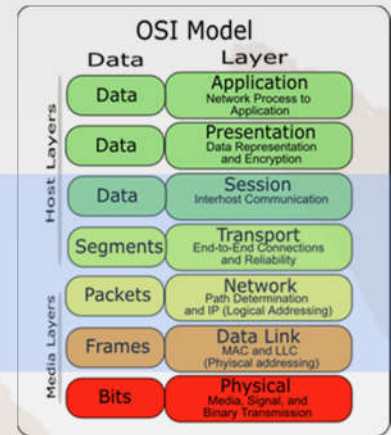 OSI Model
Data Layer
Data Application
Network Process to
Application
Data Presentation
Data Representation
and Encryption
Data Session
Interhost Communication
Segments Transport
End-to-End Connections
and Reliability
Packets Network
Path Determination
and IP (Logical Addressing)
Frames Data Link
MAC and LLC
(Phyiscal addressing)
Bits Physical
Media, Signal, and
Binary Transmission
Host Layers
Media Layers